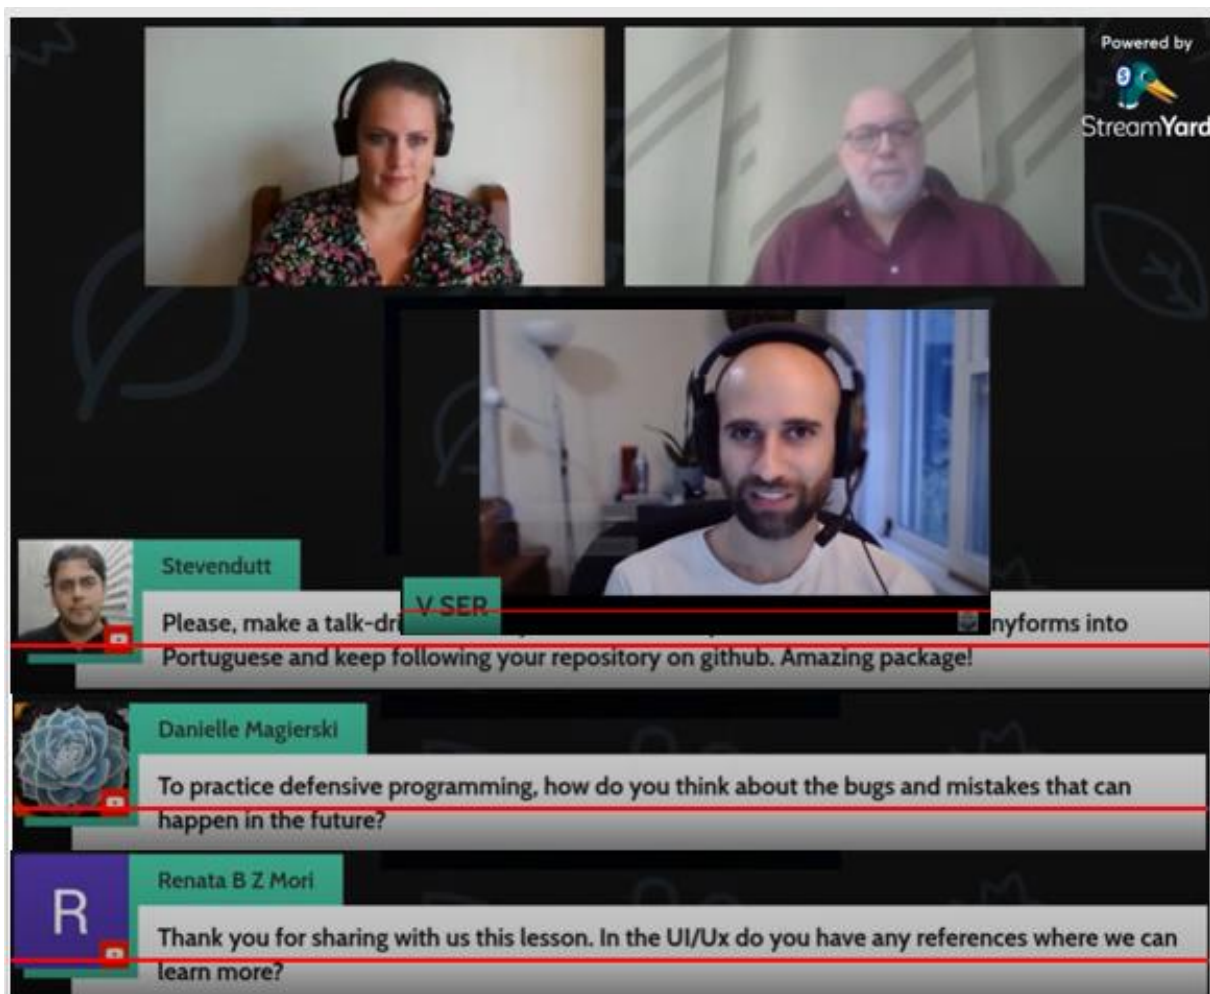 Powered by
StreamYard
Stevendutt
V SER
Please, make a talk-dri nyforms into
Portuguese and keep following your repository on github. Amazing package!
Danielle Magierski
To practice defensive programming, how do you think about the bugs and mistakes that can
happen in the future?
R
Renata B Z Mori
Thank you for sharing with us this lesson. In the UI/Ux do you have any references where we can
learn more?